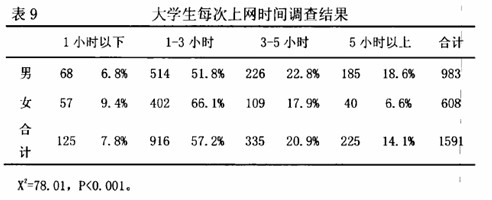 表9 大学生每次上网时间调查结果
1小时以下 1-3小时 3-5小时 5小时以上 合计
男 68 6.8% 514 51.8% 226 22.8% 185 18.6% 983
女 57 9.4% 402 66.1% 109 17.9% 40 6.6% 608
合计 125 7.8% 916 57.2% 335 20.9% 225 14.1% 1591
X²=78.01, P<0.001。